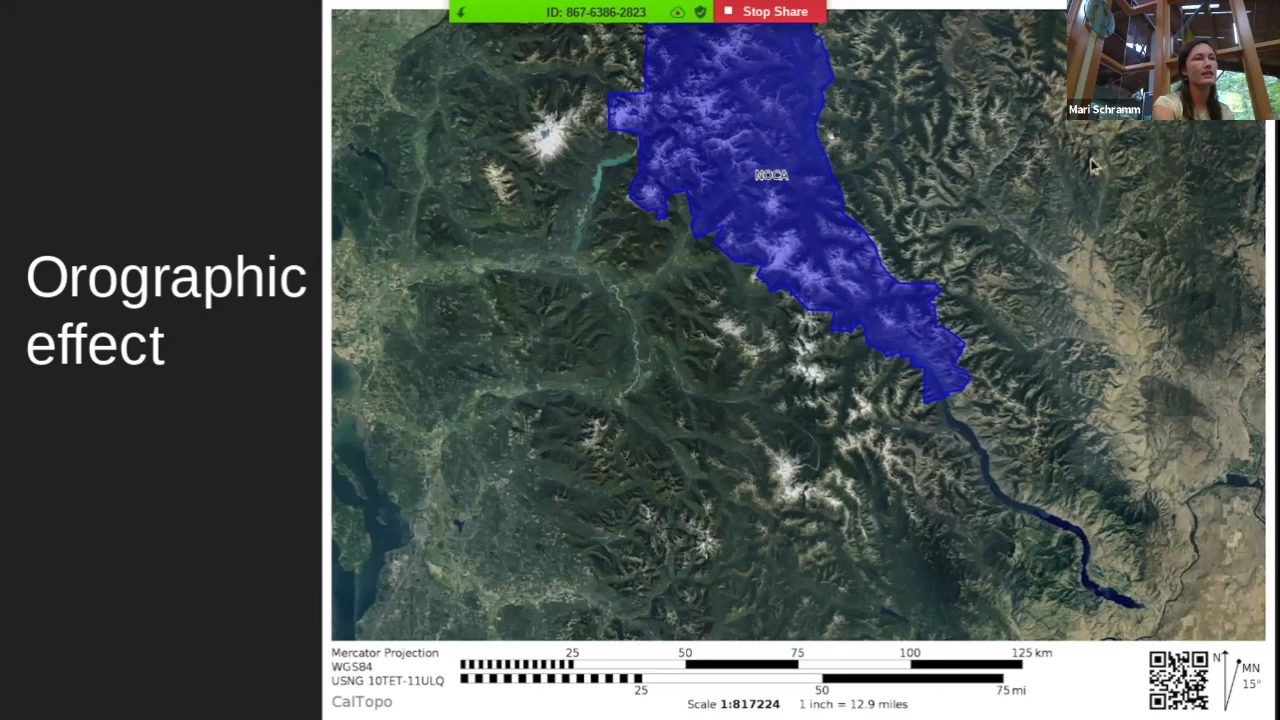 ID: 867-6386-2823
Stop Share
Mari Schramm
NOCA
Orographic
effect
Mercator Projection
WGS84
USNG 10TET-11ULQ
CalTopo
25 50 75 100 125 km
25 50 75 mi
Scale 1:817224 1 inch = 12.9 miles
N
MN
15°